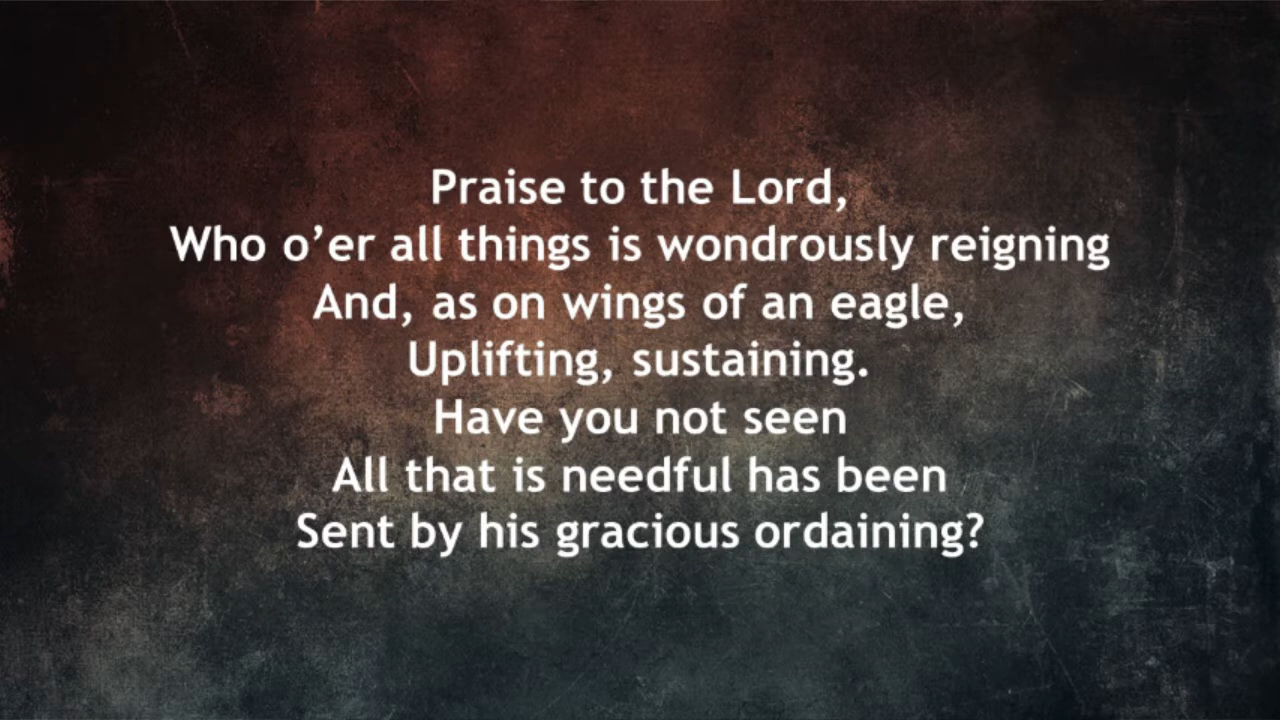 Praise to the Lord,
Who o’er all things is wondrously reigning
And, as on wings of an eagle,
Uplifting, sustaining.
Have you not seen
All that is needful has been
Sent by his gracious ordaining?